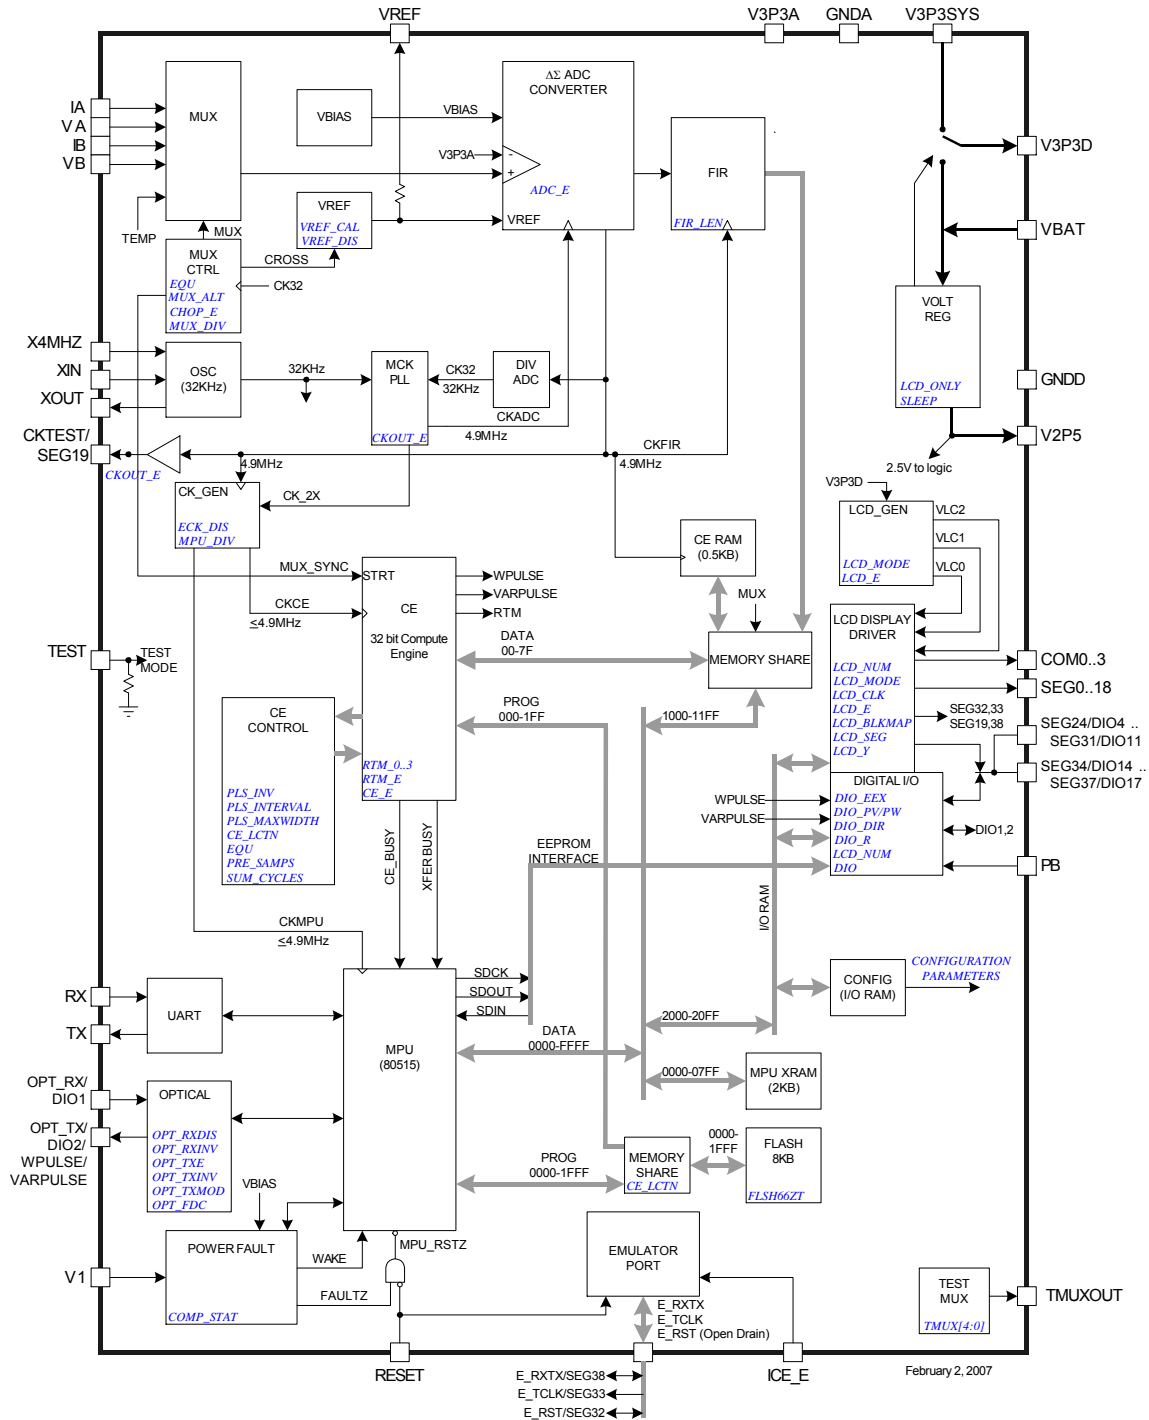 VREF
V3P3A
GNDA
V3P3SYS
IA
VA
IB
VB
MUX
TEMP
MUX
VBIAS
VBIAS
V3P3A
ΔΣ ADC
CONVERTER
-
+
ADC_E
VREF
FIR
FIR_LEN
VREF
VREF_CAL
VREF_DIS
MUX
CTRL
EQU
MUX_ALT
CHOP_E
MUX_DIV
CROSS
CK32
V3P3D
VBAT
VOLT
REG
LCD_ONLY
SLEEP
GNDD
V2P5
2.5V to logic
X4MHZ
XIN
XOUT
OSC
(32KHz)
32KHz
MCK
PLL
CKOUT_E
CK32
32KHz
DIV
ADC
CKADC
4.9MHz
CKTEST/
SEG19
CKOUT_E
4.9MHz
CKFIR
4.9MHz
CK_GEN
ECK_DIS
MPU_DIV
CK_2X
V3P3D
LCD_GEN
LCD_MODE
LCD_E
VLC2
VLC1
VLC0
CE RAM
(0.5KB)
MUX_SYNC
STRT
CKCE
≤4.9MHz
CE
32 bit Compute
Engine
RTM_0..3
RTM_E
CE_E
WPULSE
VARPULSE
RTM
DATA
00-7F
MUX
MEMORY SHARE
PROG
000-1FF
1000-11FF
LCD DISPLAY
DRIVER
LCD_NUM
LCD_MODE
LCD_CLK
LCD_E
LCD_BLKMAP
LCD_SEG
LCD_Y
COM0..3
SEG0..18
SEG32,33
SEG19,38
SEG24/DIO4 ..
SEG31/DIO11
SEG34/DIO14 ..
SEG37/DIO17
TEST
TEST
MODE
CE
CONTROL
PLS_INV
PLS_INTERVAL
PLS_MAXWIDTH
CE_LCTN
EQU
PRE_SAMPS
SUM_CYCLES
WPULSE
VARPULSE
DIGITAL I/O
DIO_EEX
DIO_PV/PW
DIO_DIR
DIO_R
LCD_NUM
DIO
DIO1,2
PB
CE_BUSY
XFER BUSY
EEPROM
INTERFACE
I/O RAM
CKMPU
≤4.9MHz
SDCK
SDOUT
SDIN
CONFIG
(I/O RAM)
CONFIGURATION
PARAMETERS
RX
TX
UART
MPU
(80515)
DATA
0000-FFFF
2000-20FF
0000-07FF
MPU XRAM
(2KB)
OPT_RX/
DIO1
OPT_TX/
DIO2/
WPULSE/
VARPULSE
OPTICAL
OPT_RXDIS
OPT_RXINV
OPT_TXE
OPT_TXINV
OPT_TXMOD
OPT_FDC
PROG
0000-1FFF
MEMORY
SHARE
CE_LCTN
0000-
1FFF
FLASH
8KB
FLSH66ZT
VBIAS
V1
POWER FAULT
COMP_STAT
WAKE
FAULTZ
MPU_RSTZ
EMULATOR
PORT
E_RXTX
E_TCLK
E_RST (Open Drain)
TEST
MUX
TMUX[4:0]
TMUXOUT
RESET
ICE_E
February 2, 2007
E_RXTX/SEG38
E_TCLK/SEG33
E_RST/SEG32